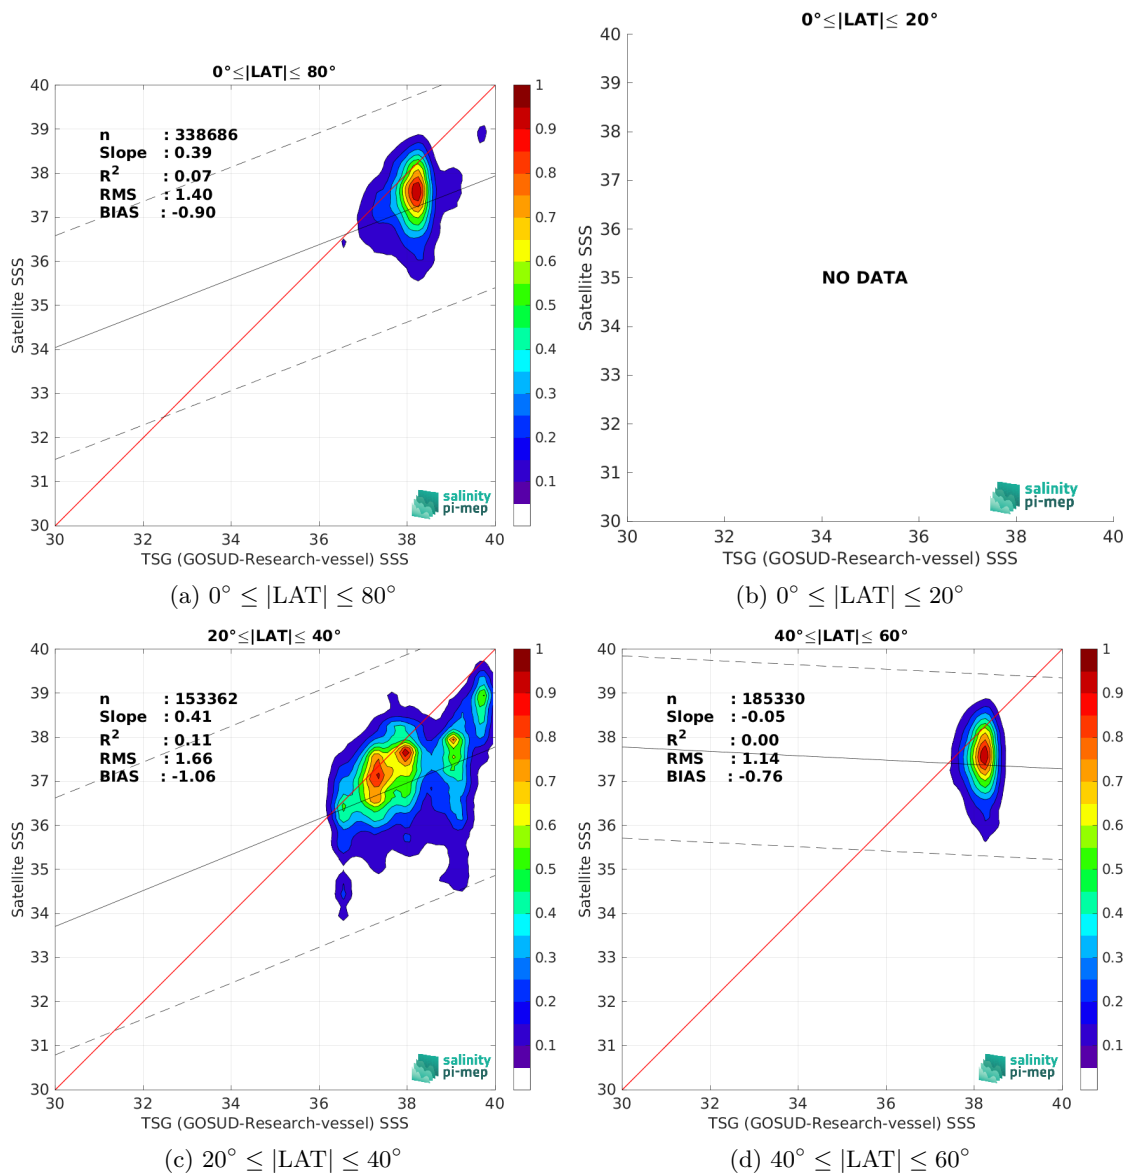 0°≤|LAT|≤ 80°
40
39
38
37
36
35
34
33
32
31
30
Satellite SSS
n : 338686
Slope : 0.39
R² : 0.07
RMS : 1.40
BIAS : -0.90
salinity
pi-mep
30 32 34 36 38 40
TSG (GOSUD-Research-vessel) SSS
1
0.9
0.8
0.7
0.6
0.5
0.4
0.3
0.2
0.1
(a) 0° ≤ |LAT| ≤ 80°
0°≤|LAT|≤ 20°
40
39
38
37
36
35
34
33
32
31
30
Satellite SSS
NO DATA
salinity
pi-mep
30 32 34 36 38 40
TSG (GOSUD-Research-vessel) SSS
(b) 0° ≤ |LAT| ≤ 20°
20°≤|LAT|≤ 40°
40
39
38
37
36
35
34
33
32
31
30
Satellite SSS
n : 153362
Slope : 0.41
R² : 0.11
RMS : 1.66
BIAS : -1.06
salinity
pi-mep
30 32 34 36 38 40
TSG (GOSUD-Research-vessel) SSS
1
0.9
0.8
0.7
0.6
0.5
0.4
0.3
0.2
0.1
(c) 20° ≤ |LAT| ≤ 40°
40°≤|LAT|≤ 60°
40
39
38
37
36
35
34
33
32
31
30
Satellite SSS
n : 185330
Slope : -0.05
R² : 0.00
RMS : 1.14
BIAS : -0.76
salinity
pi-mep
30 32 34 36 38 40
TSG (GOSUD-Research-vessel) SSS
1
0.9
0.8
0.7
0.6
0.5
0.4
0.3
0.2
0.1
(d) 40° ≤ |LAT| ≤ 60°